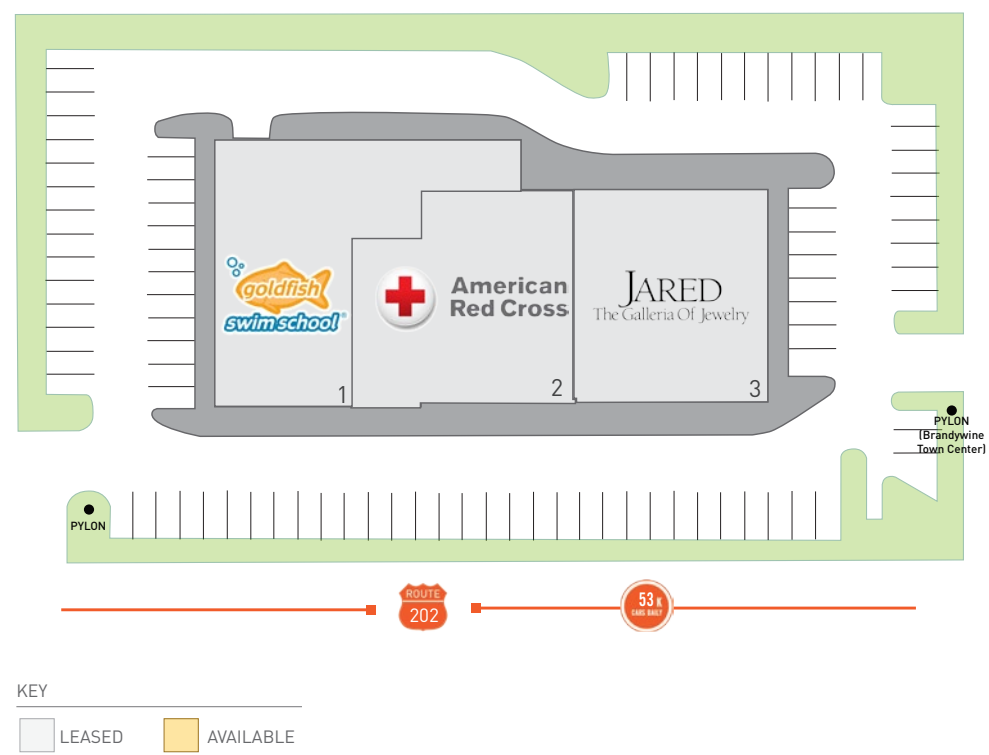 goldfish
swim school
American
Red Cross
JARED
The Galleria Of Jewelry
1
2
3
PYLON
(Brandywine
Town Center)
PYLON
ROUTE
202
53 K
CARS DAILY
KEY
LEASED
AVAILABLE